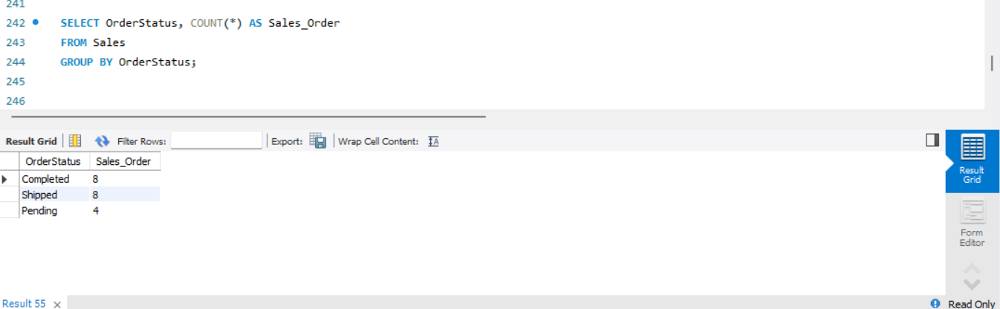 241
242 SELECT OrderStatus, COUNT(*) AS Sales_Order
243 FROM Sales
244 GROUP BY OrderStatus;
245
246
Result Grid Filter Rows: Export: Wrap Cell Content:
OrderStatus Sales_Order
Completed 8
Shipped 8
Pending 4
Result
Grid
Form
Editor
Result 55 Read Only